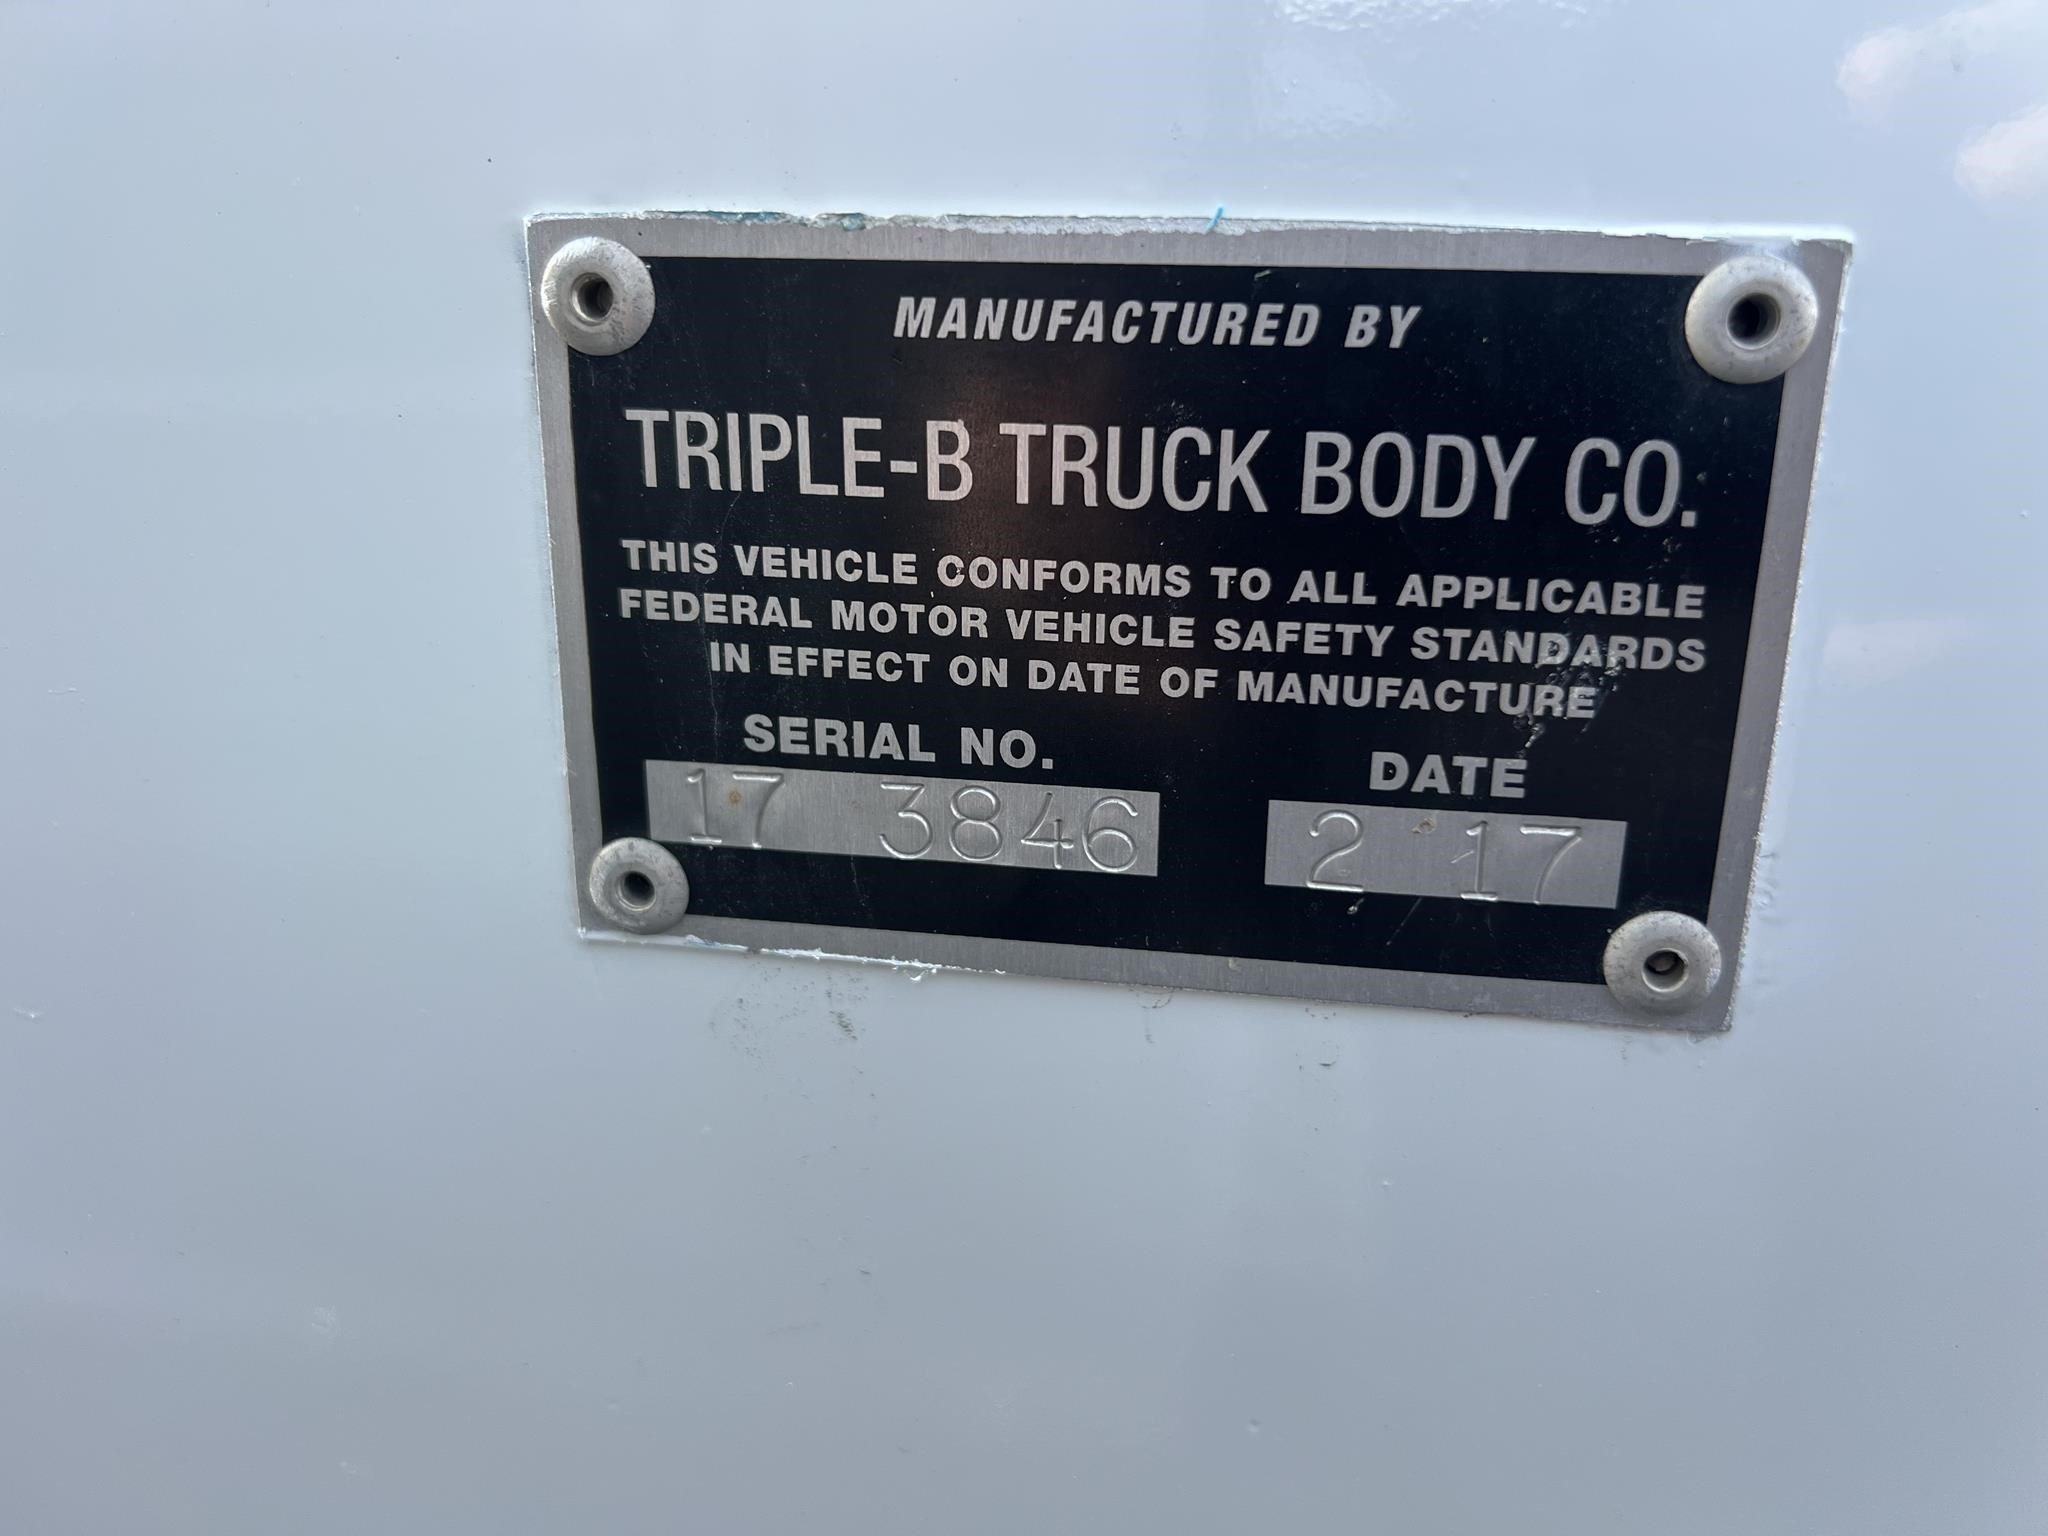 MANUFACTURED BY
TRIPLE-B TRUCK BODY CO.
THIS VEHICLE CONFORMS TO ALL APPLICABLE
FEDERAL MOTOR VEHICLE SAFETY STANDARDS
IN EFFECT ON DATE OF MANUFACTURE
SERIAL NO. DATE
17 3846 2 17